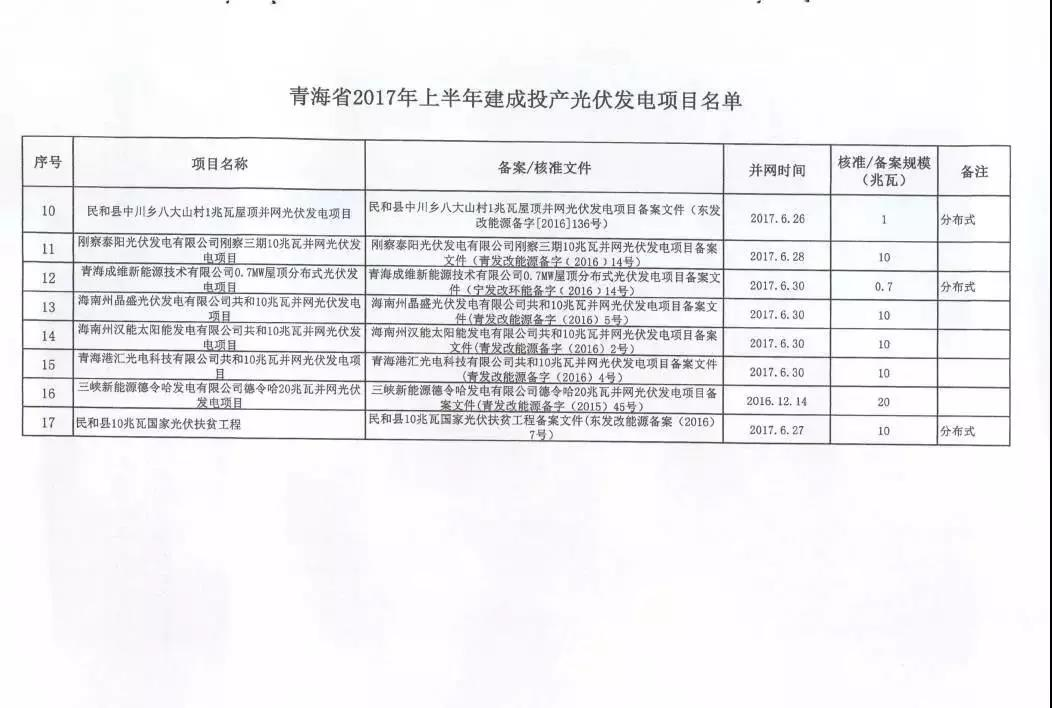 青海省2017年上半年建成投产光伏发电项目名单
序号 项目名称 备案/核准文件 并网时间 核准/备案规模
（兆瓦） 备注
10 民和县中川乡八大山村1兆瓦屋顶并网光伏发电项目 民和县中川乡八大山村1兆瓦屋顶并网光伏发电项目备案文件（东发
改能源备字[2016]136号） 2017.6.26 1 分布式
11 刚察泰阳光伏发电有限公司刚察三期10兆瓦并网光伏发
电项目 刚察泰阳光伏发电有限公司刚察三期10兆瓦并网光伏发电项目备案
文件（青发改能源备字﹝2016﹞14号） 2017.6.28 10
12 青海成维新能源技术有限公司0.7MW屋顶分布式光伏发
电项目 青海成维新能源技术有限公司0.7MW屋顶分布式光伏发电项目备案文
件（宁发改环能备字﹝2016﹞14号） 2017.6.30 0.7 分布式
13 海南州晶盛光伏发电有限公司共和10兆瓦并网光伏发电
项目 海南州晶盛光伏发电有限公司共和10兆瓦并网光伏发电项目备案文
件(青发改能源备字（2016）5号) 2017.6.30 10
14 海南州汉能太阳能发电有限公司共和10兆瓦并网光伏发
电项目 海南州汉能太阳能发电有限公司共和10兆瓦并网光伏发电项目备案
文件(青发改能源备字（2016）2号) 2017.6.30 10
15 青海港汇光电科技有限公司共和10兆瓦并网光伏发电项
目 青海港汇光电科技有限公司共和10兆瓦并网光伏发电项目备案文件
(青发改能源备字（2016）4号) 2017.6.30 10
16 三峡新能源德令哈发电有限公司德令哈20兆瓦并网光伏
发电项目 三峡新能源德令哈发电有限公司德令哈20兆瓦并网光伏发电项目备
案文件(青发改能源备字（2015）45号) 2016.12.14 20
17 民和县10兆瓦国家光伏扶贫工程 民和县10兆瓦国家光伏扶贫工程备案文件(东发改能源备案（2016）
7号) 2017.6.27 10 分布式